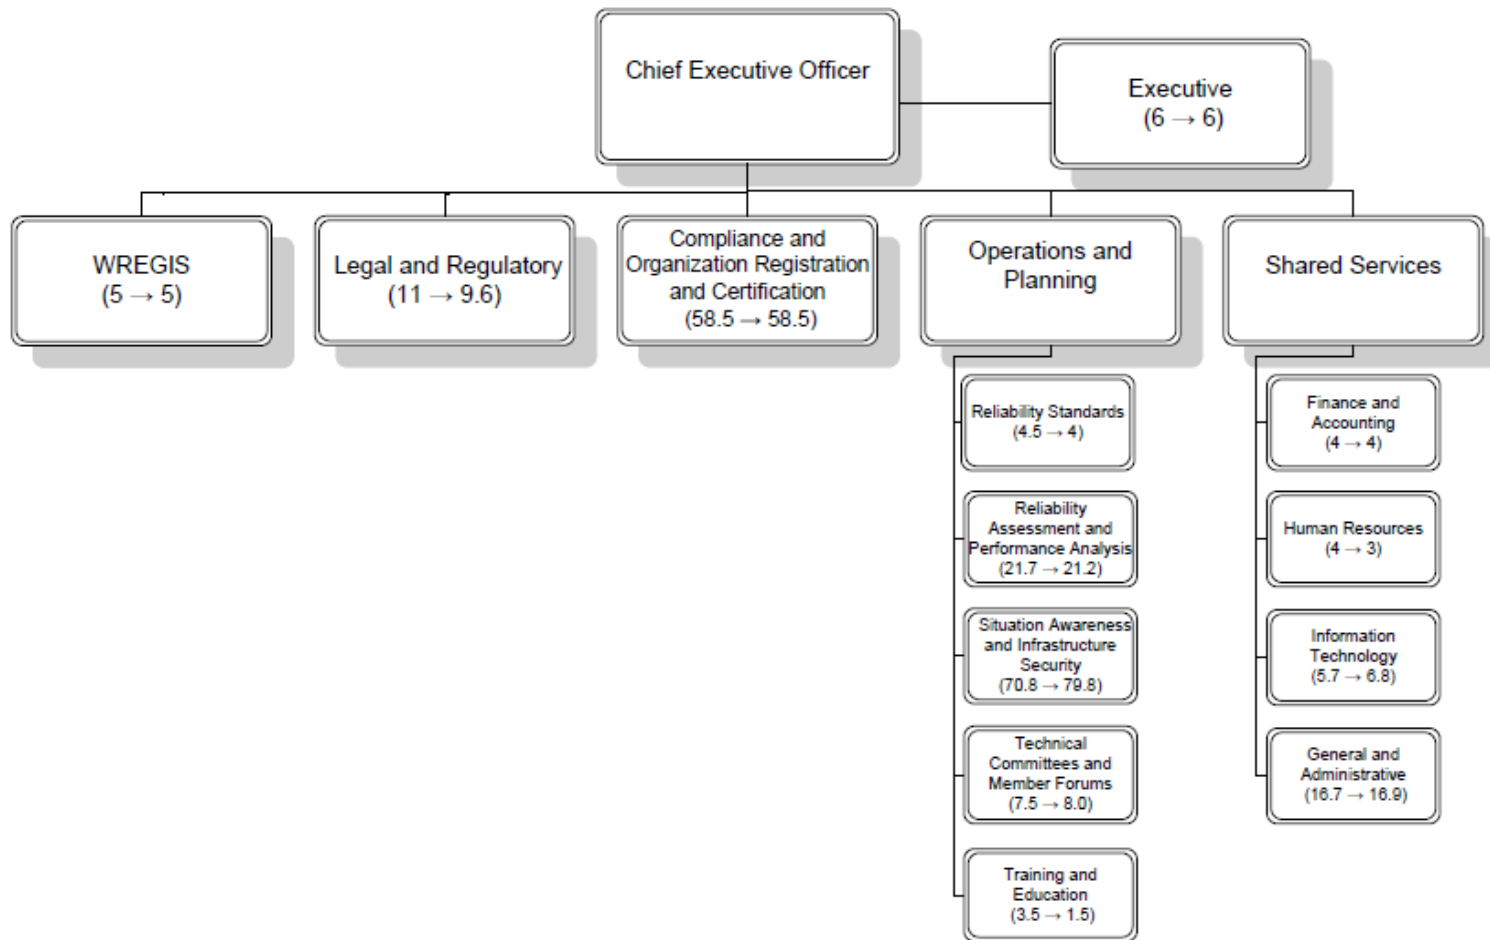 Chief Executive Officer
Executive
(6 → 6)
WREGIS
(5 → 5)
Legal and Regulatory
(11 → 9.6)
Compliance and
Organization Registration
and Certification
(58.5 → 58.5)
Operations and
Planning
Shared Services
Reliability Standards
(4.5 → 4)
Reliability
Assessment and
Performance Analysis
(21.7 → 21.2)
Situation Awareness
and Infrastructure
Security
(70.8 → 79.8)
Technical
Committees and
Member Forums
(7.5 → 8.0)
Training and
Education
(3.5 → 1.5)
Finance and
Accounting
(4 → 4)
Human Resources
(4 → 3)
Information
Technology
(5.7 → 6.8)
General and
Administrative
(16.7 → 16.9)